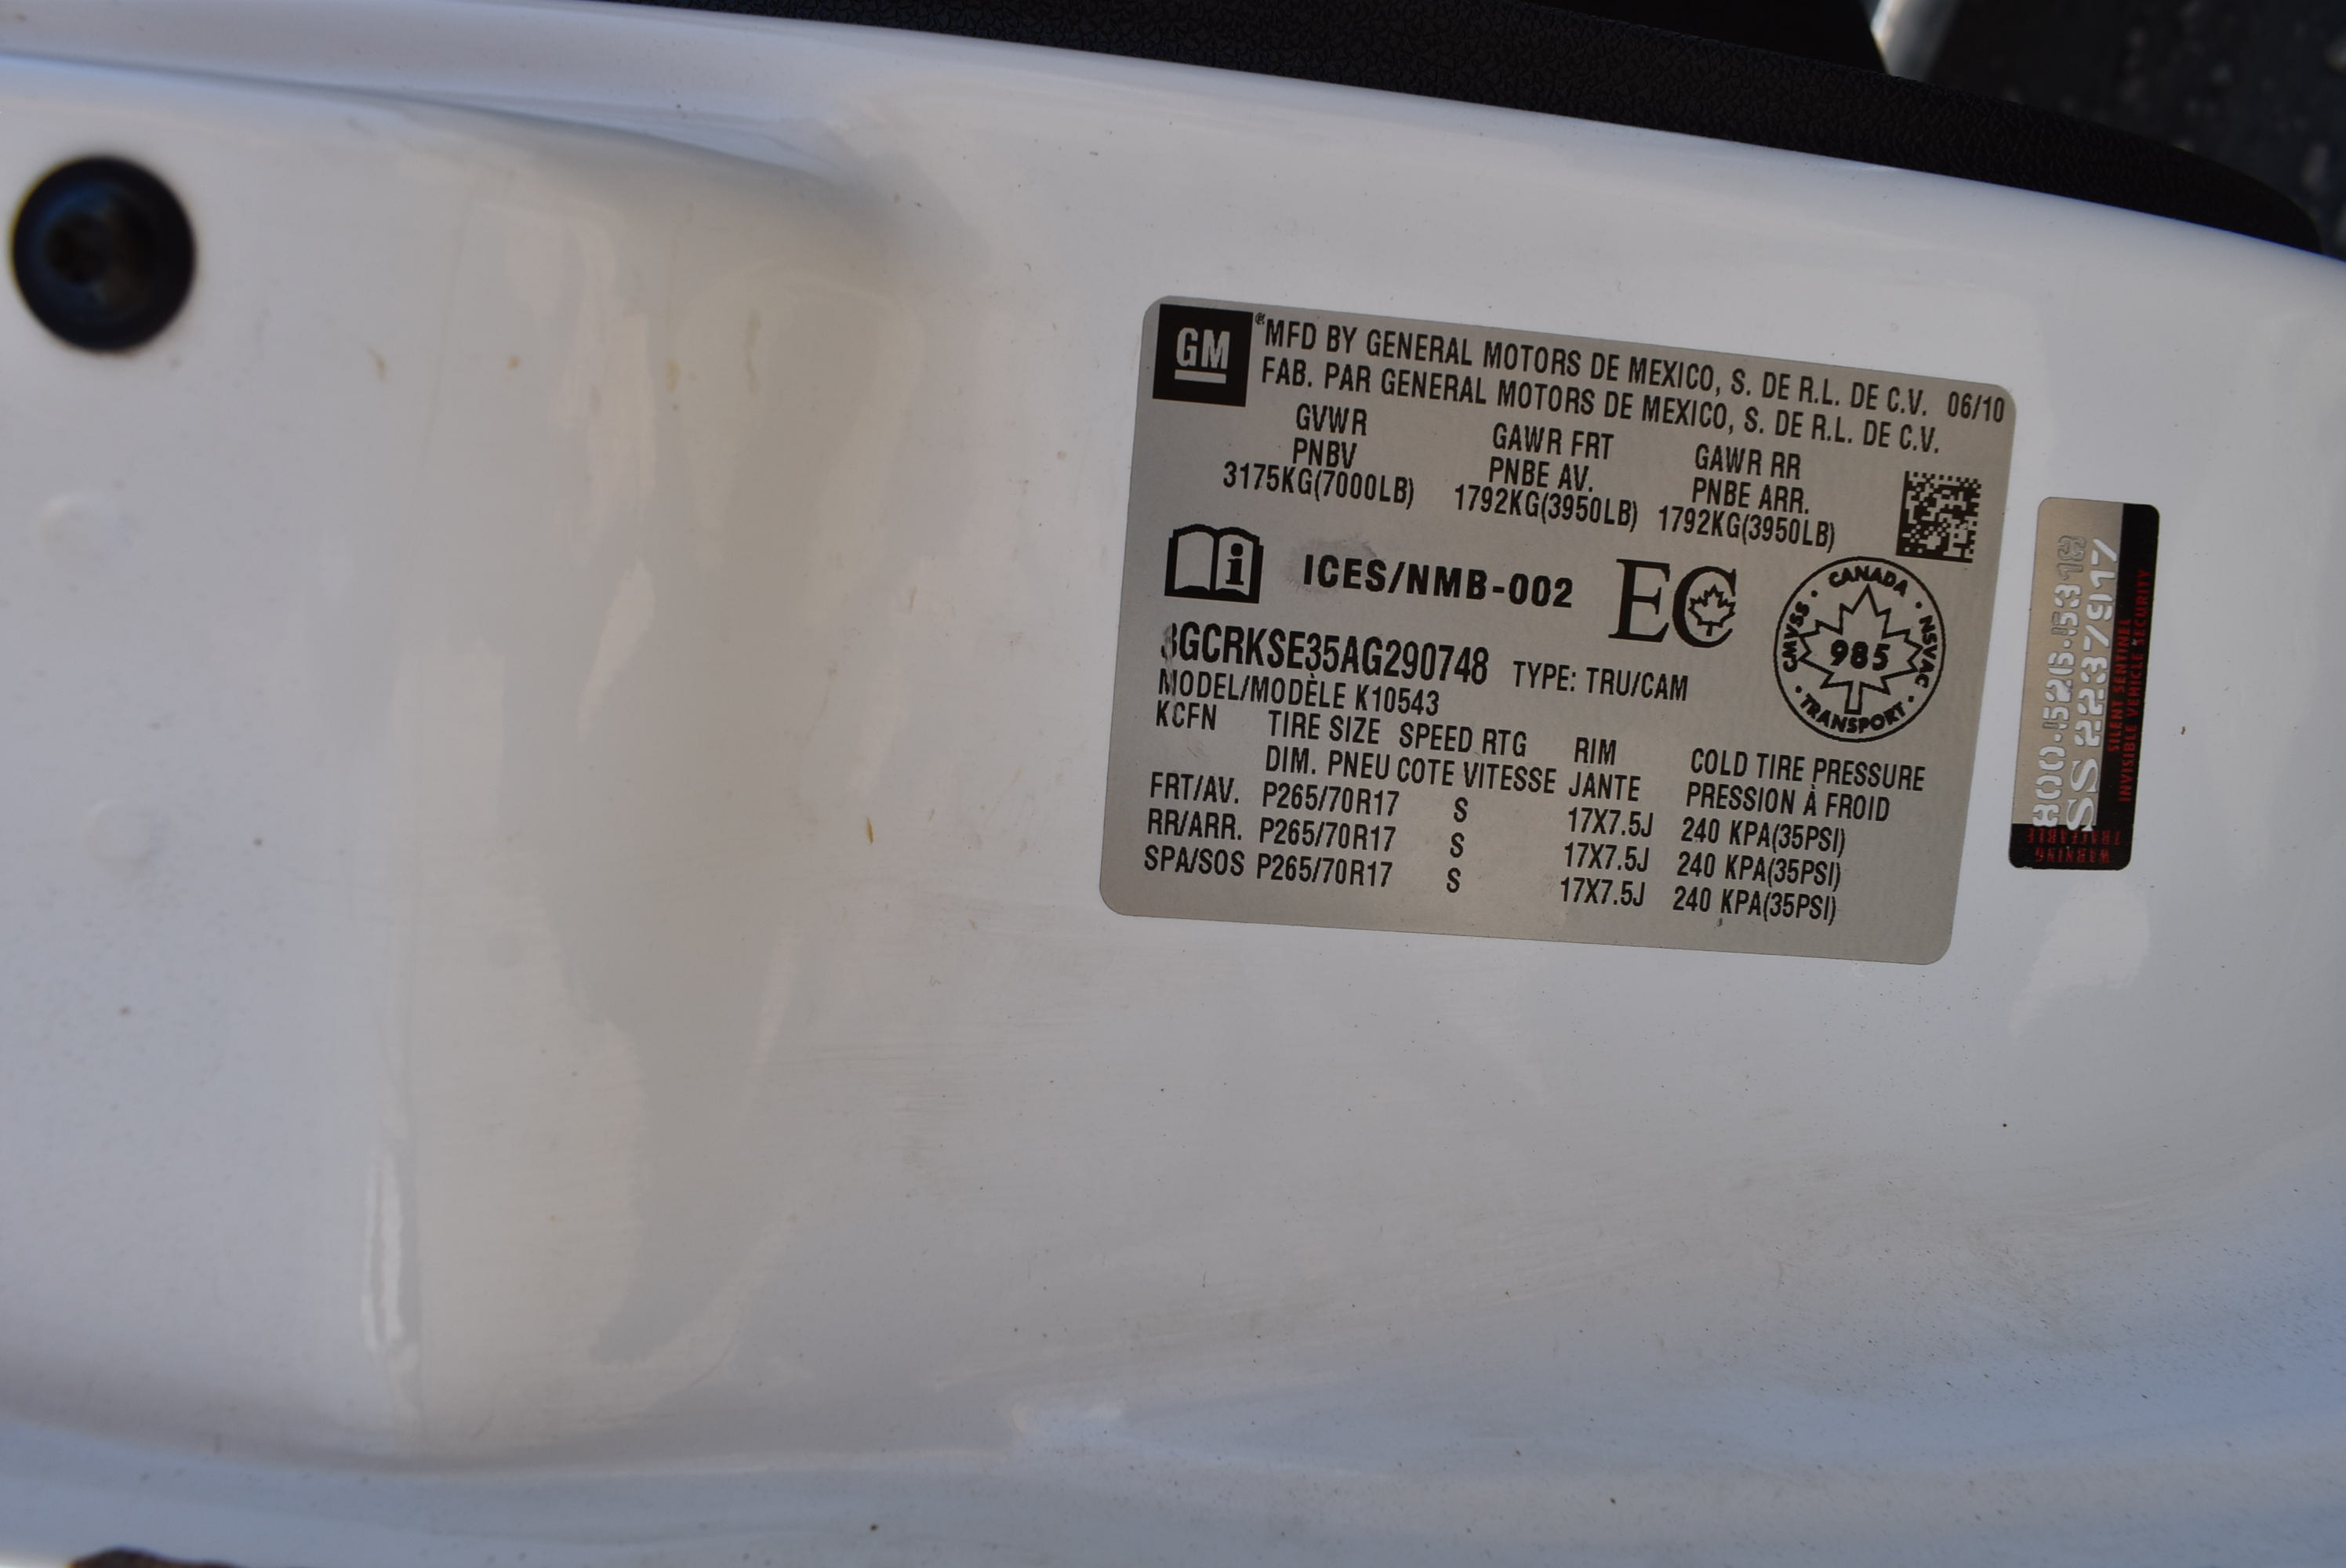 GM ® MFD BY GENERAL MOTORS DE MEXICO, S. DE R.L. DE C.V. 06/10
FAB. PAR GENERAL MOTORS DE MEXICO, S. DE R.L. DE C.V.
GVWR GAWR FRT GAWR RR
PNBV PNBE AV. PNBE ARR.
3175KG(7000LB) 1792KG(3950LB) 1792KG(3950LB)
ICES/NMB-002 EC
CANADA · NSVAC · TRANSPORT · CMVSS ·
985
3GCRKSE35AG290748 TYPE: TRU/CAM
MODEL/MODÈLE K10543
KCFN TIRE SIZE SPEED RTG RIM COLD TIRE PRESSURE
DIM. PNEU COTE VITESSE JANTE PRESSION À FROID
FRT/AV. P265/70R17 S 17X7.5J 240 KPA(35PSI)
RR/ARR. P265/70R17 S 17X7.5J 240 KPA(35PSI)
SPA/SOS P265/70R17 S 17X7.5J 240 KPA(35PSI)
SS 2237917
SILENT SENTINEL
INVISIBLE VEHICLE SECURITY
WARNING
TRACEABLE